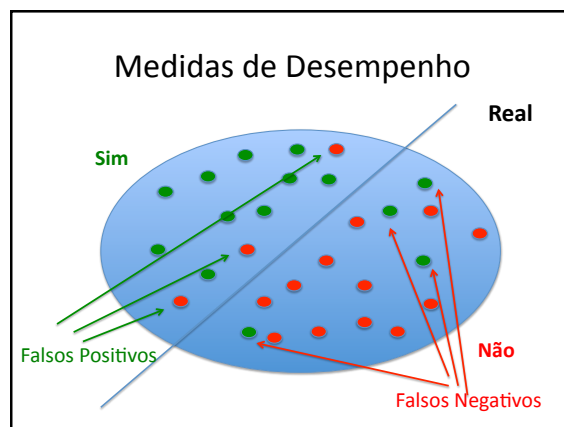 Medidas de Desempenho
Real
Sim
Não
Falsos Positivos
Falsos Negativos